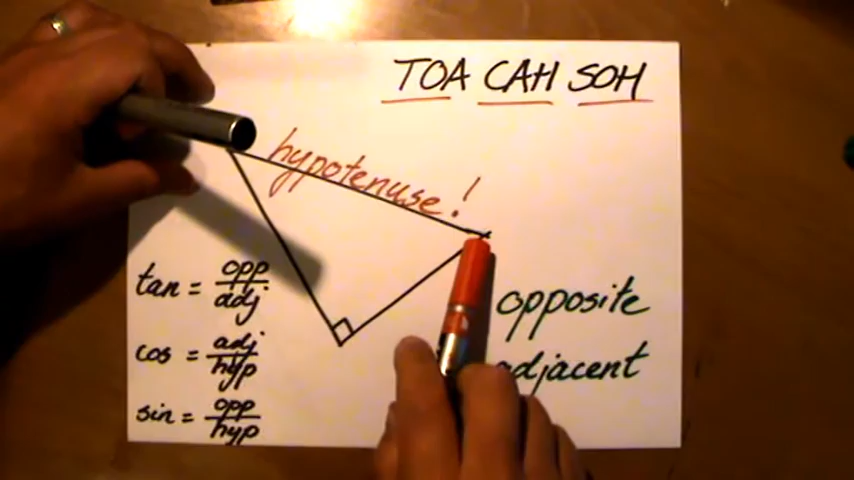 TOA CAH SOH
hypotenuse!
tan = opp/adj
cos = adj/hyp
sin = opp/hyp
opposite
adjacent